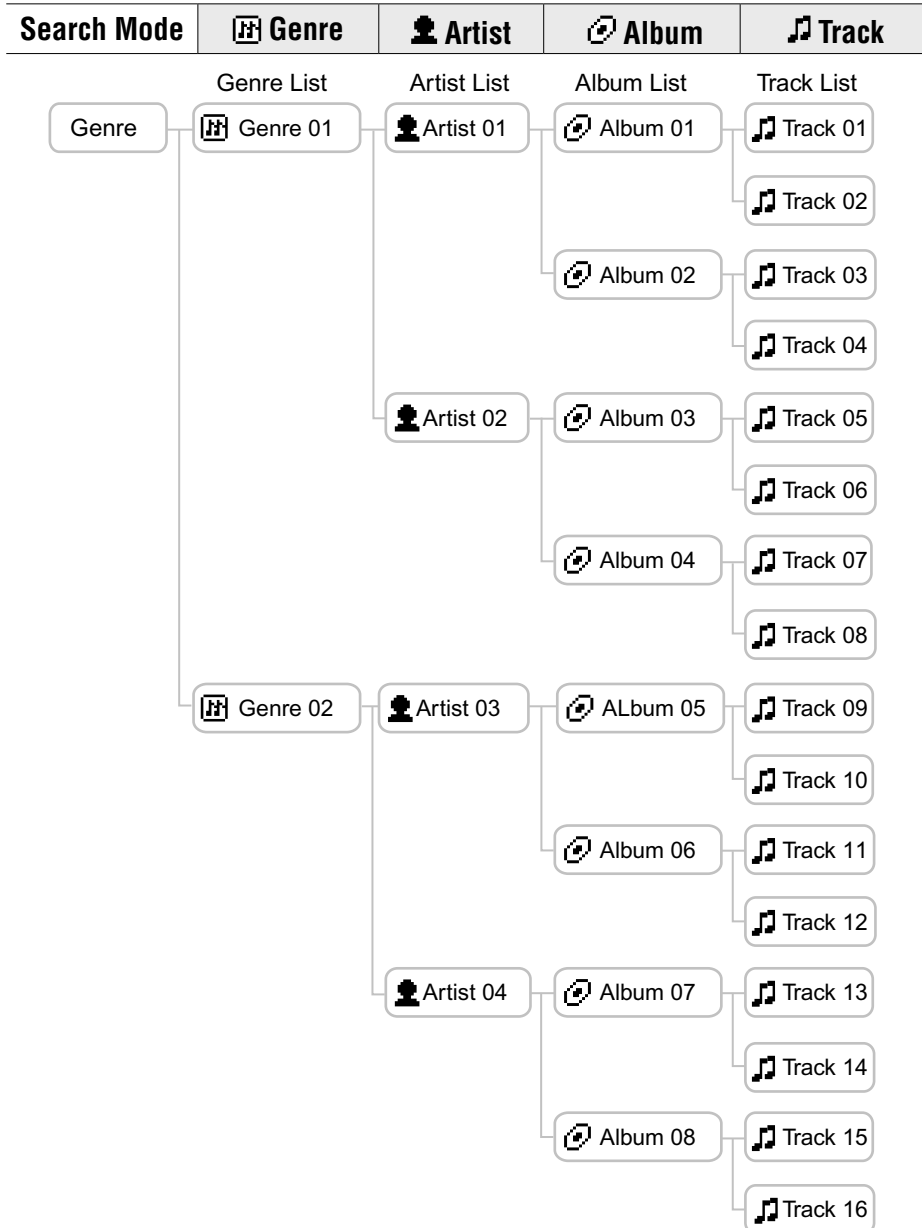 Search Mode Genre Artist Album Track
Genre List Artist List Album List Track List
Genre Genre 01 Artist 01 Album 01 Track 01
Track 02
Album 02 Track 03
Track 04
Artist 02 Album 03 Track 05
Track 06
Album 04 Track 07
Track 08
Genre 02 Artist 03 ALbum 05 Track 09
Track 10
Album 06 Track 11
Track 12
Artist 04 Album 07 Track 13
Track 14
Album 08 Track 15
Track 16